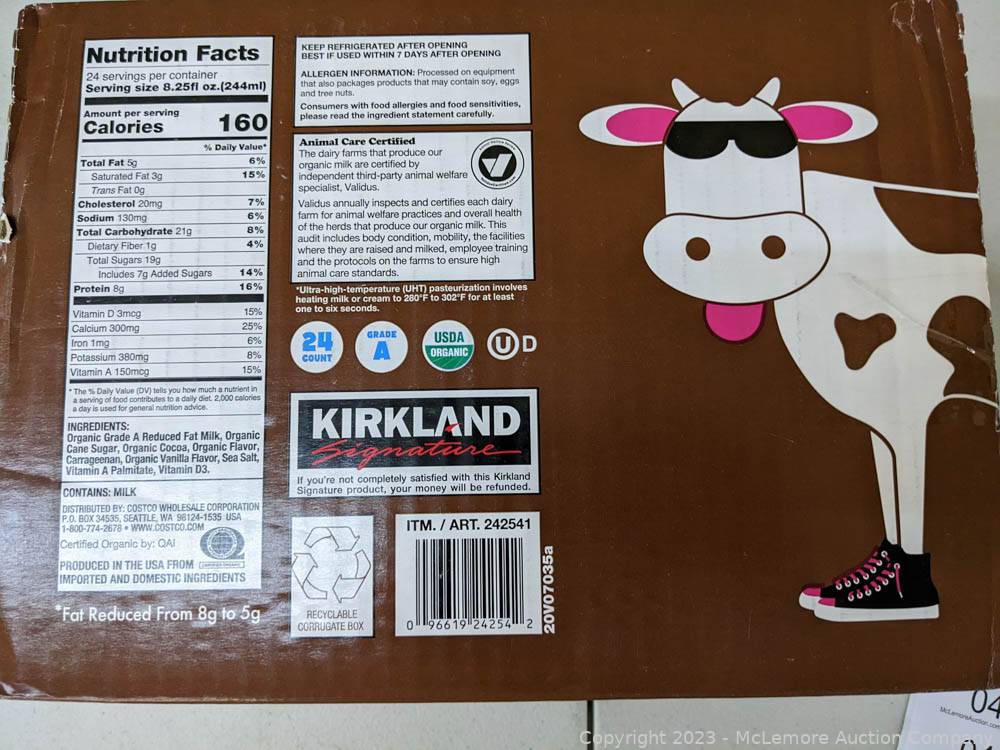 Nutrition Facts
24 servings per container
Serving size 8.25fl oz.(244ml)
Amount per serving
Calories 160
% Daily Value*
Total Fat 5g 6%
Saturated Fat 3g 15%
Trans Fat 0g
Cholesterol 20mg 7%
Sodium 130mg 6%
Total Carbohydrate 21g 8%
Dietary Fiber 1g 4%
Total Sugars 19g
Includes 7g Added Sugars 14%
Protein 8g 16%
Vitamin D 3mcg 15%
Calcium 300mg 25%
Iron 1mg 6%
Potassium 380mg 8%
Vitamin A 150mcg 15%
* The % Daily Value (DV) tells you how much a nutrient in
a serving of food contributes to a daily diet. 2,000 calories
a day is used for general nutrition advice.
INGREDIENTS:
Organic Grade A Reduced Fat Milk, Organic
Cane Sugar, Organic Cocoa, Organic Flavor,
Carrageenan, Organic Vanilla Flavor, Sea Salt,
Vitamin A Palmitate, Vitamin D3.
CONTAINS: MILK
DISTRIBUTED BY: COSTCO WHOLESALE CORPORATION
P.O. BOX 34535, SEATTLE, WA 98124-1535 USA
1-800-774-2678 • WWW.COSTCO.COM
Certified Organic by: QAI
CERTIFIED ORGANIC
PRODUCED IN THE USA FROM
IMPORTED AND DOMESTIC INGREDIENTS
*Fat Reduced From 8g to 5g
KEEP REFRIGERATED AFTER OPENING
BEST IF USED WITHIN 7 DAYS AFTER OPENING
ALLERGEN INFORMATION: Processed on equipment
that also packages products that may contain soy, eggs
and tree nuts.
Consumers with food allergies and food sensitivities,
please read the ingredient statement carefully.
Animal Care Certified
The dairy farms that produce our
organic milk are certified by
independent third-party animal welfare
specialist, Validus.
Validus annually inspects and certifies each dairy
farm for animal welfare practices and overall health
of the herds that produce our organic milk. This
audit includes body condition, mobility, the facilities
where they are raised and milked, employee training
and the protocols on the farms to ensure high
animal care standards.
*Ultra-high-temperature (UHT) pasteurization involves
heating milk or cream to 280°F to 302°F for at least
one to six seconds.
24
COUNT
GRADE
A
USDA
ORGANIC
U D
KIRKLAND
Signature
If you're not completely satisfied with this Kirkland
Signature product, your money will be refunded.
RECYCLABLE
CORRUGATE BOX
ITM. / ART. 242541
0 96619 24254 2
20V07035a
04
McLemoreAuction.com
Copyright 2023 - McLemore Auction Company